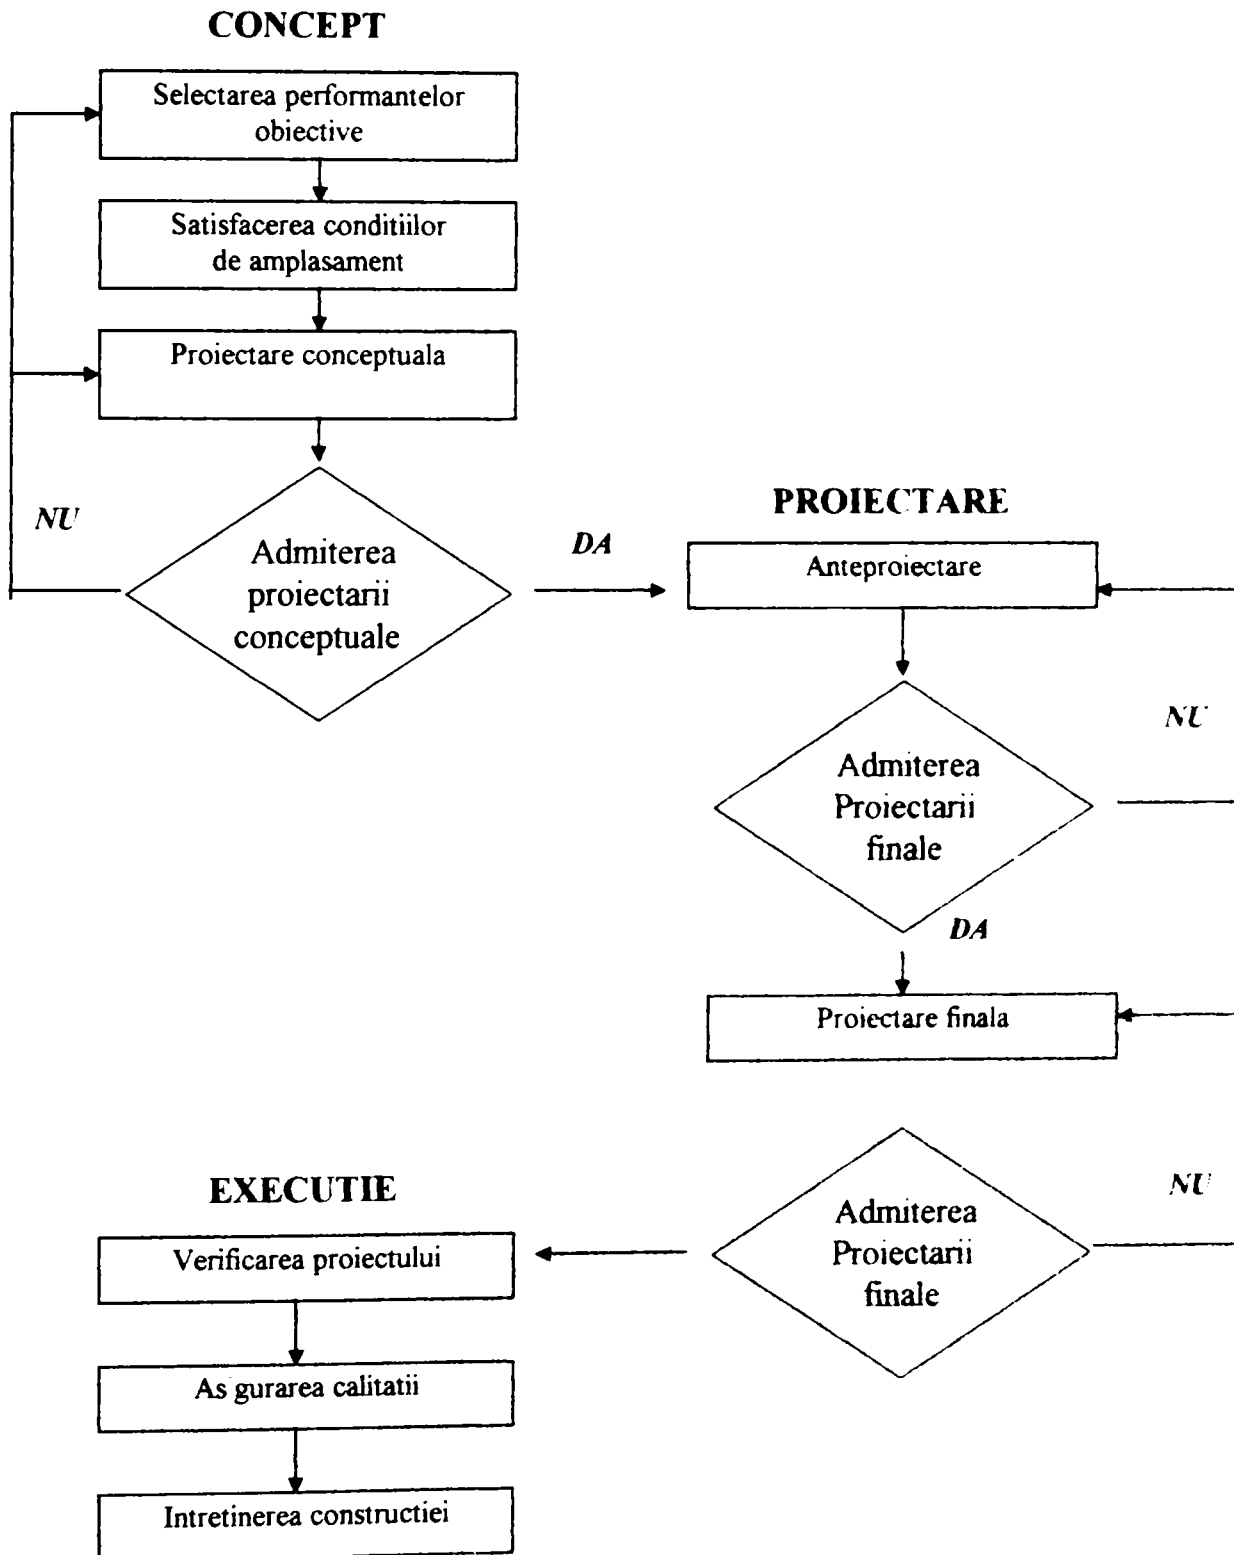 CONCEPT
Selectarea performantelor
obiective
Satisfacerea conditiilor
de amplasament
Proiectare conceptuala
NU
Admiterea
proiectarii
conceptuale
DA
PROIECTARE
Anteproiectare
NU
Admiterea
Proiectarii
finale
DA
Proiectare finala
NU
Admiterea
Proiectarii
finale
EXECUTIE
Verificarea proiectului
As gurarea calitatii
Intretinerea constructiei